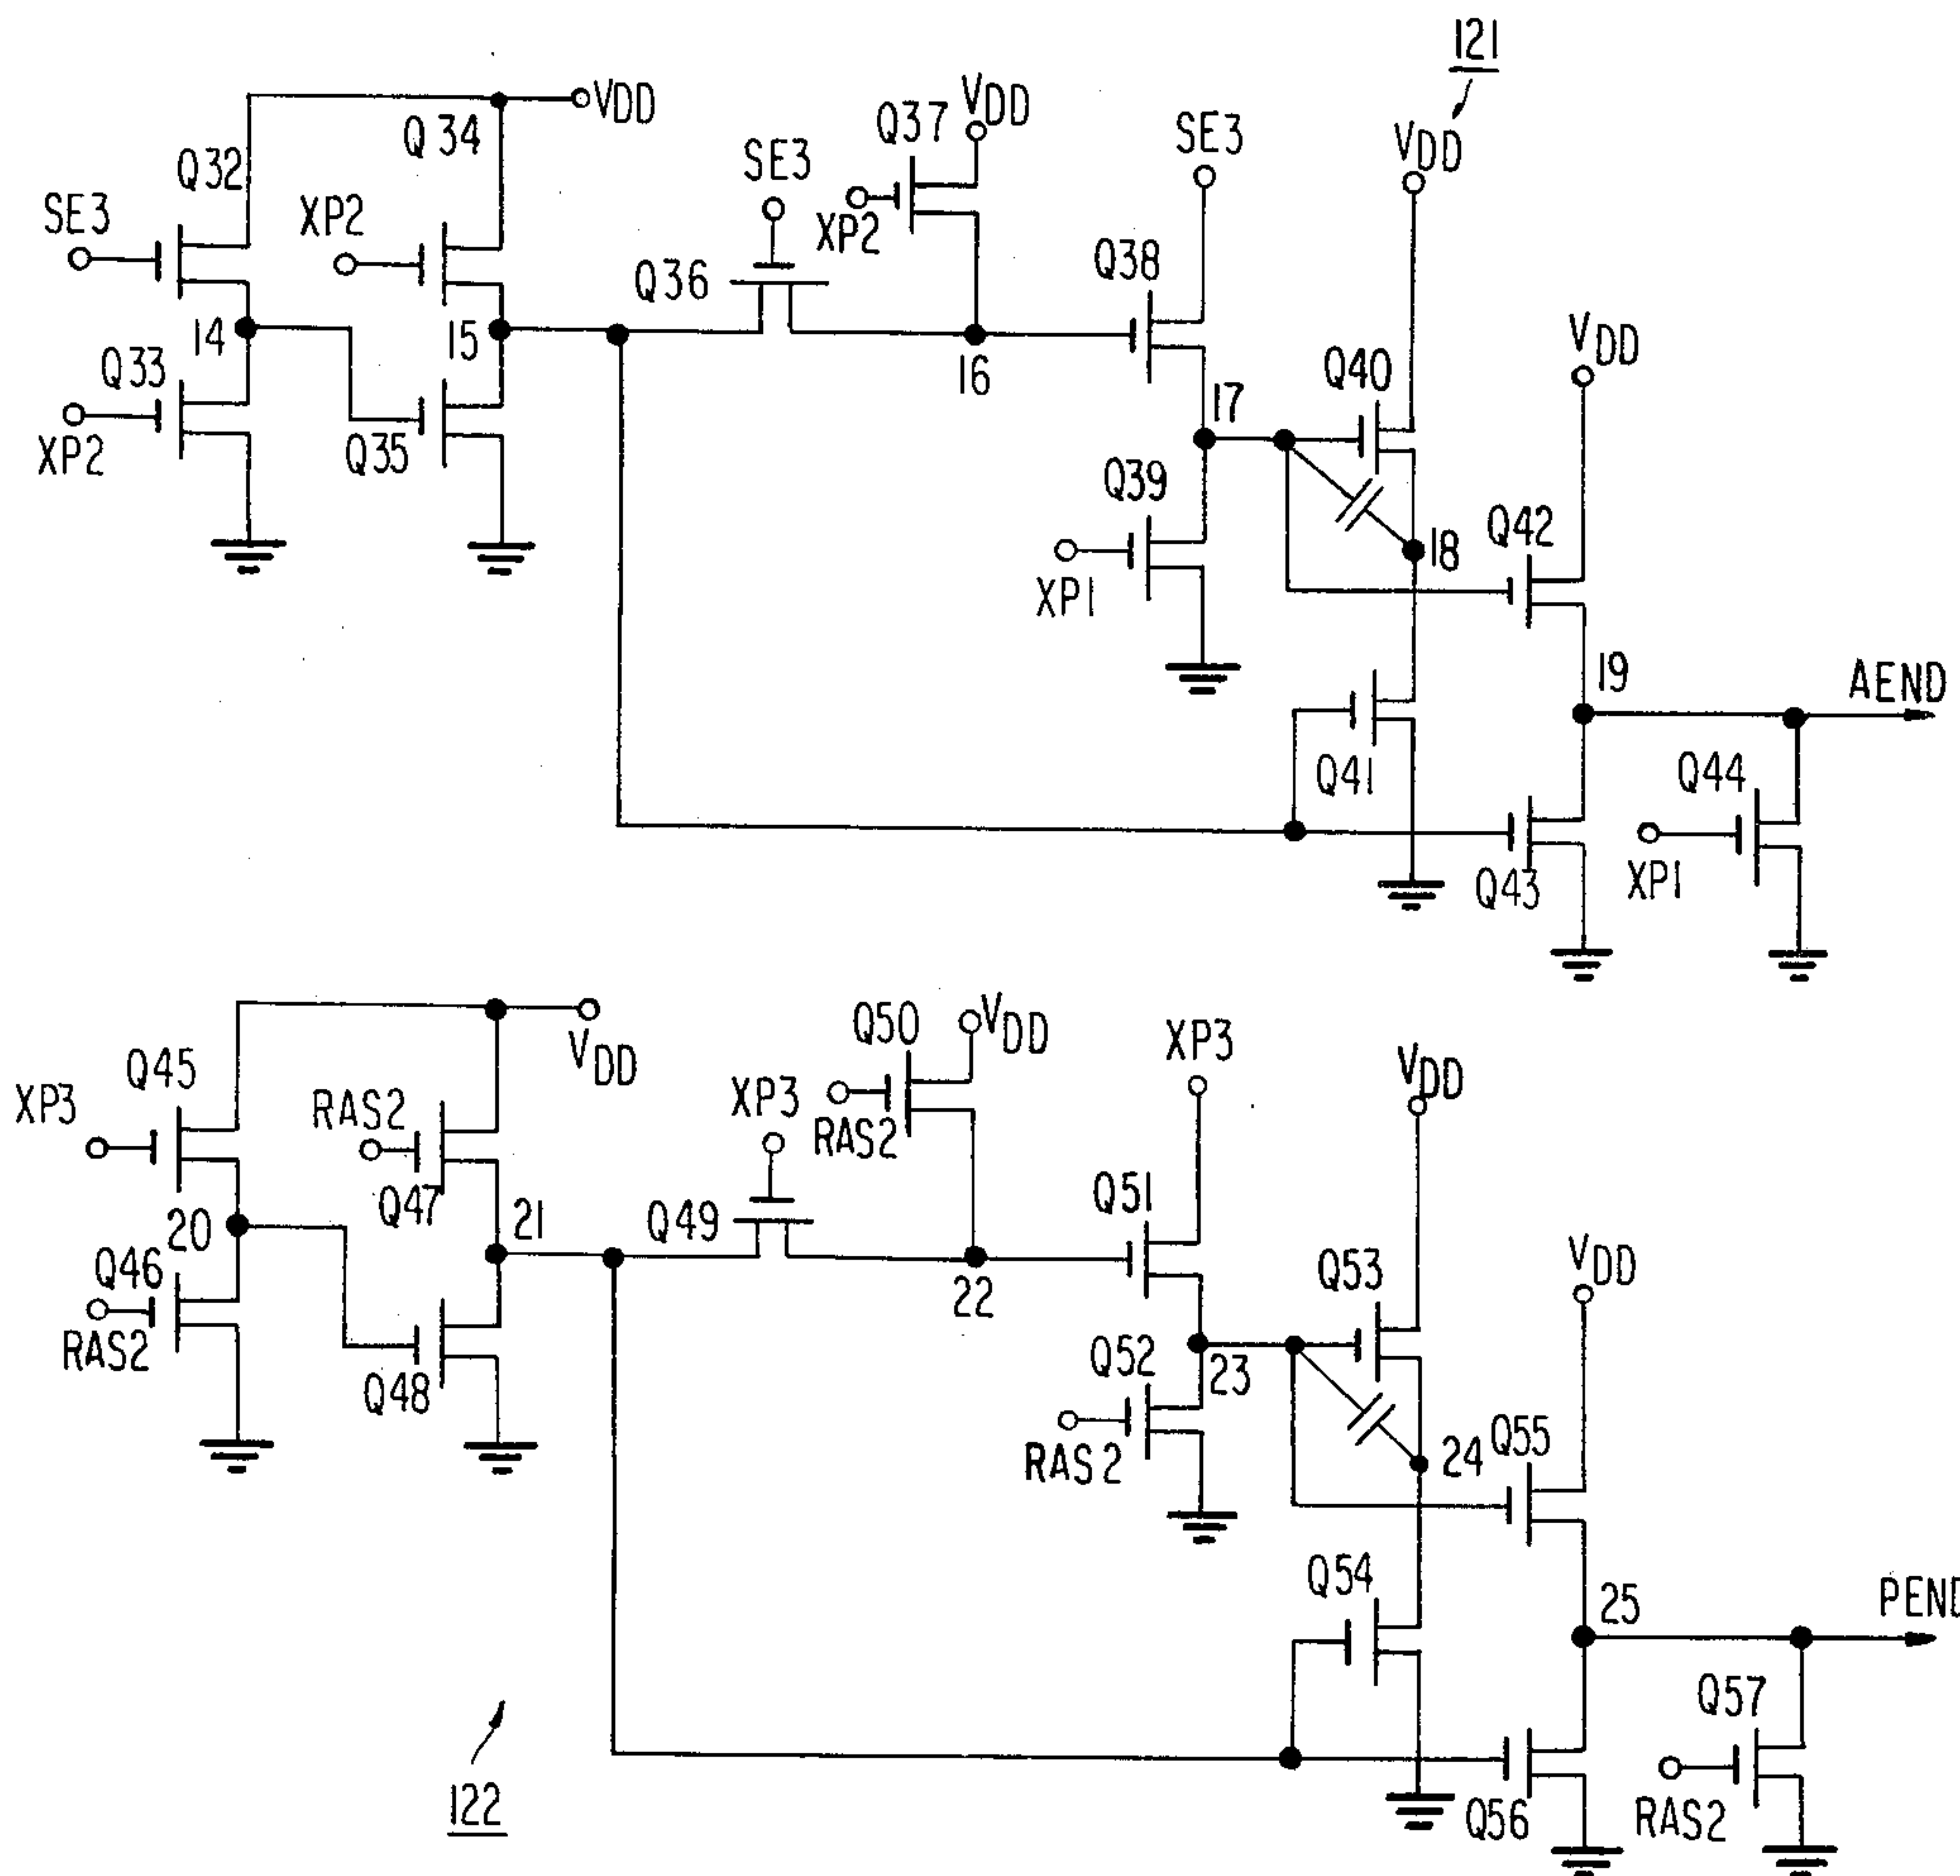 121
VDD
Q34
Q37
VDD
SE3
VDD
Q32
SE3
XP2
SE3
XP2
Q36
Q38
14
15
16
Q33
XP2
Q35
17
Q40
VDD
Q39
XP1
18
Q42
19
AEND
Q41
Q44
Q43
XP1
VDD
Q45
XP3
RAS2
Q50
VDD
XP3
VDD
XP3
RAS2
Q47
20
21
Q49
22
Q51
Q46
RAS2
Q48
Q52
23
RAS2
Q53
VDD
24
Q55
Q54
25
PEND
Q57
Q56
RAS2
122